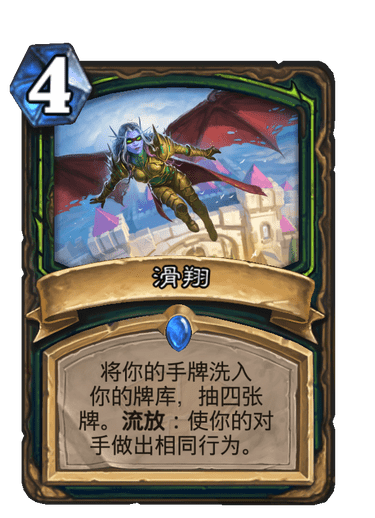 4
滑翔
将你的手牌洗入
你的牌库，抽四张
牌。流放：使你的对
手做出相同行为。